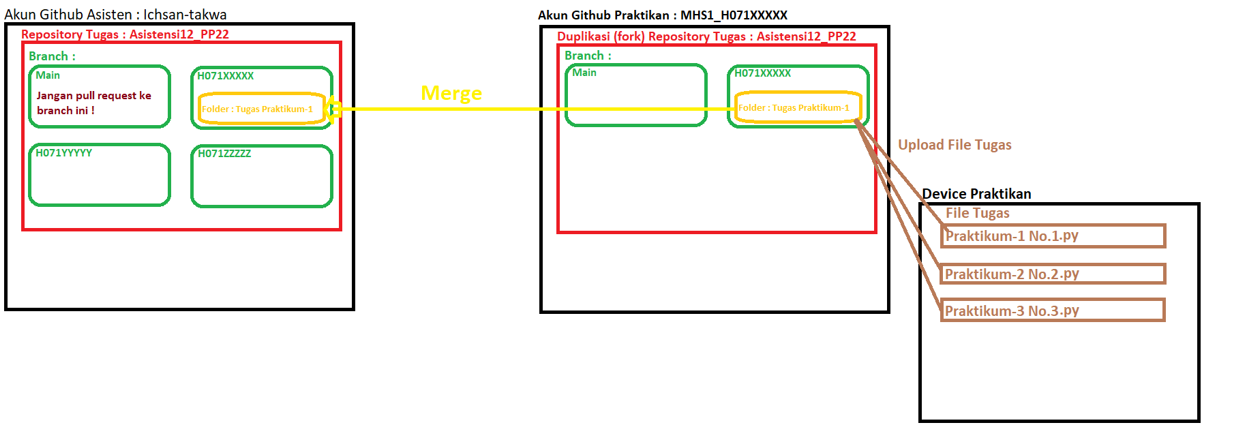 Akun Github Asisten : Ichsan-takwa
Repository Tugas : Asistensi12_PP22
Branch :
Main
Jangan pull request ke
branch ini !
H071XXXXX
Folder : Tugas Praktikum-1
H071YYYYY
H071ZZZZZ
Merge
Akun Github Praktikan : MHS1_H071XXXXX
Duplikasi (fork) Repository Tugas : Asistensi12_PP22
Branch :
Main
H071XXXXX
Folder : Tugas Praktikum-1
Upload File Tugas
Device Praktikan
File Tugas
Praktikum-1 No.1.py
Praktikum-2 No.2.py
Praktikum-3 No.3.py